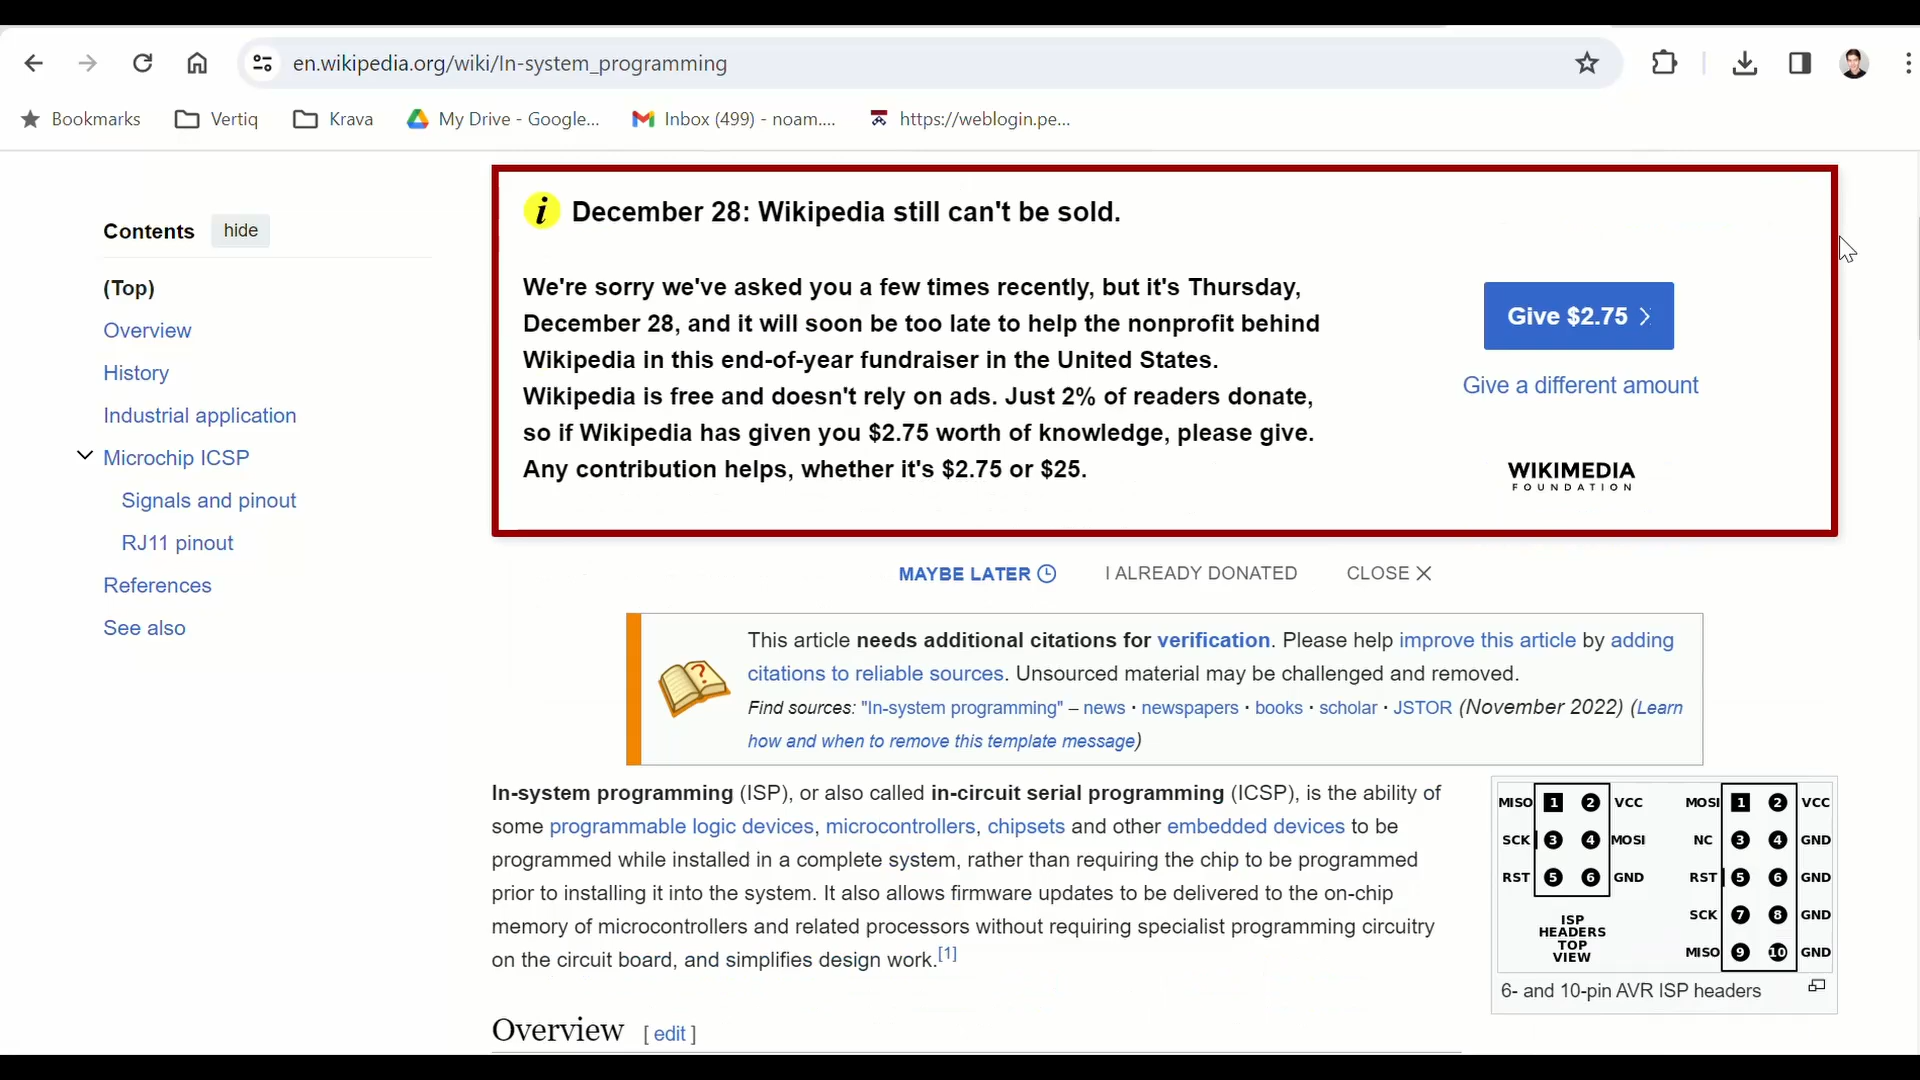 en.wikipedia.org/wiki/In-system_programming
Bookmarks Vertiq Krava My Drive - Google... Inbox (499) - noam.... https://weblogin.pe...
Contents hide
(Top)
Overview
History
Industrial application
Microchip ICSP
Signals and pinout
RJ11 pinout
References
See also
i December 28: Wikipedia still can't be sold.
We're sorry we've asked you a few times recently, but it's Thursday,
December 28, and it will soon be too late to help the nonprofit behind
Wikipedia in this end-of-year fundraiser in the United States.
Wikipedia is free and doesn't rely on ads. Just 2% of readers donate,
so if Wikipedia has given you $2.75 worth of knowledge, please give.
Any contribution helps, whether it's $2.75 or $25.
Give $2.75
Give a different amount
WIKIMEDIA
FOUNDATION
MAYBE LATER I ALREADY DONATED CLOSE
This article needs additional citations for verification. Please help improve this article by adding
citations to reliable sources. Unsourced material may be challenged and removed.
Find sources: "In-system programming" – news · newspapers · books · scholar · JSTOR (November 2022) (Learn
how and when to remove this template message)
In-system programming (ISP), or also called in-circuit serial programming (ICSP), is the ability of
some programmable logic devices, microcontrollers, chipsets and other embedded devices to be
programmed while installed in a complete system, rather than requiring the chip to be programmed
prior to installing it into the system. It also allows firmware updates to be delivered to the on-chip
memory of microcontrollers and related processors without requiring specialist programming circuitry
on the circuit board, and simplifies design work.[1]
MISO 1 2 VCC MOSI 1 2 VCC
SCK 3 4 MOSI NC 3 4 GND
RST 5 6 GND RST 5 6 GND
SCK 7 8 GND
MISO 9 10 GND
ISP
HEADERS
TOP
VIEW
6- and 10-pin AVR ISP headers
Overview [ edit ]